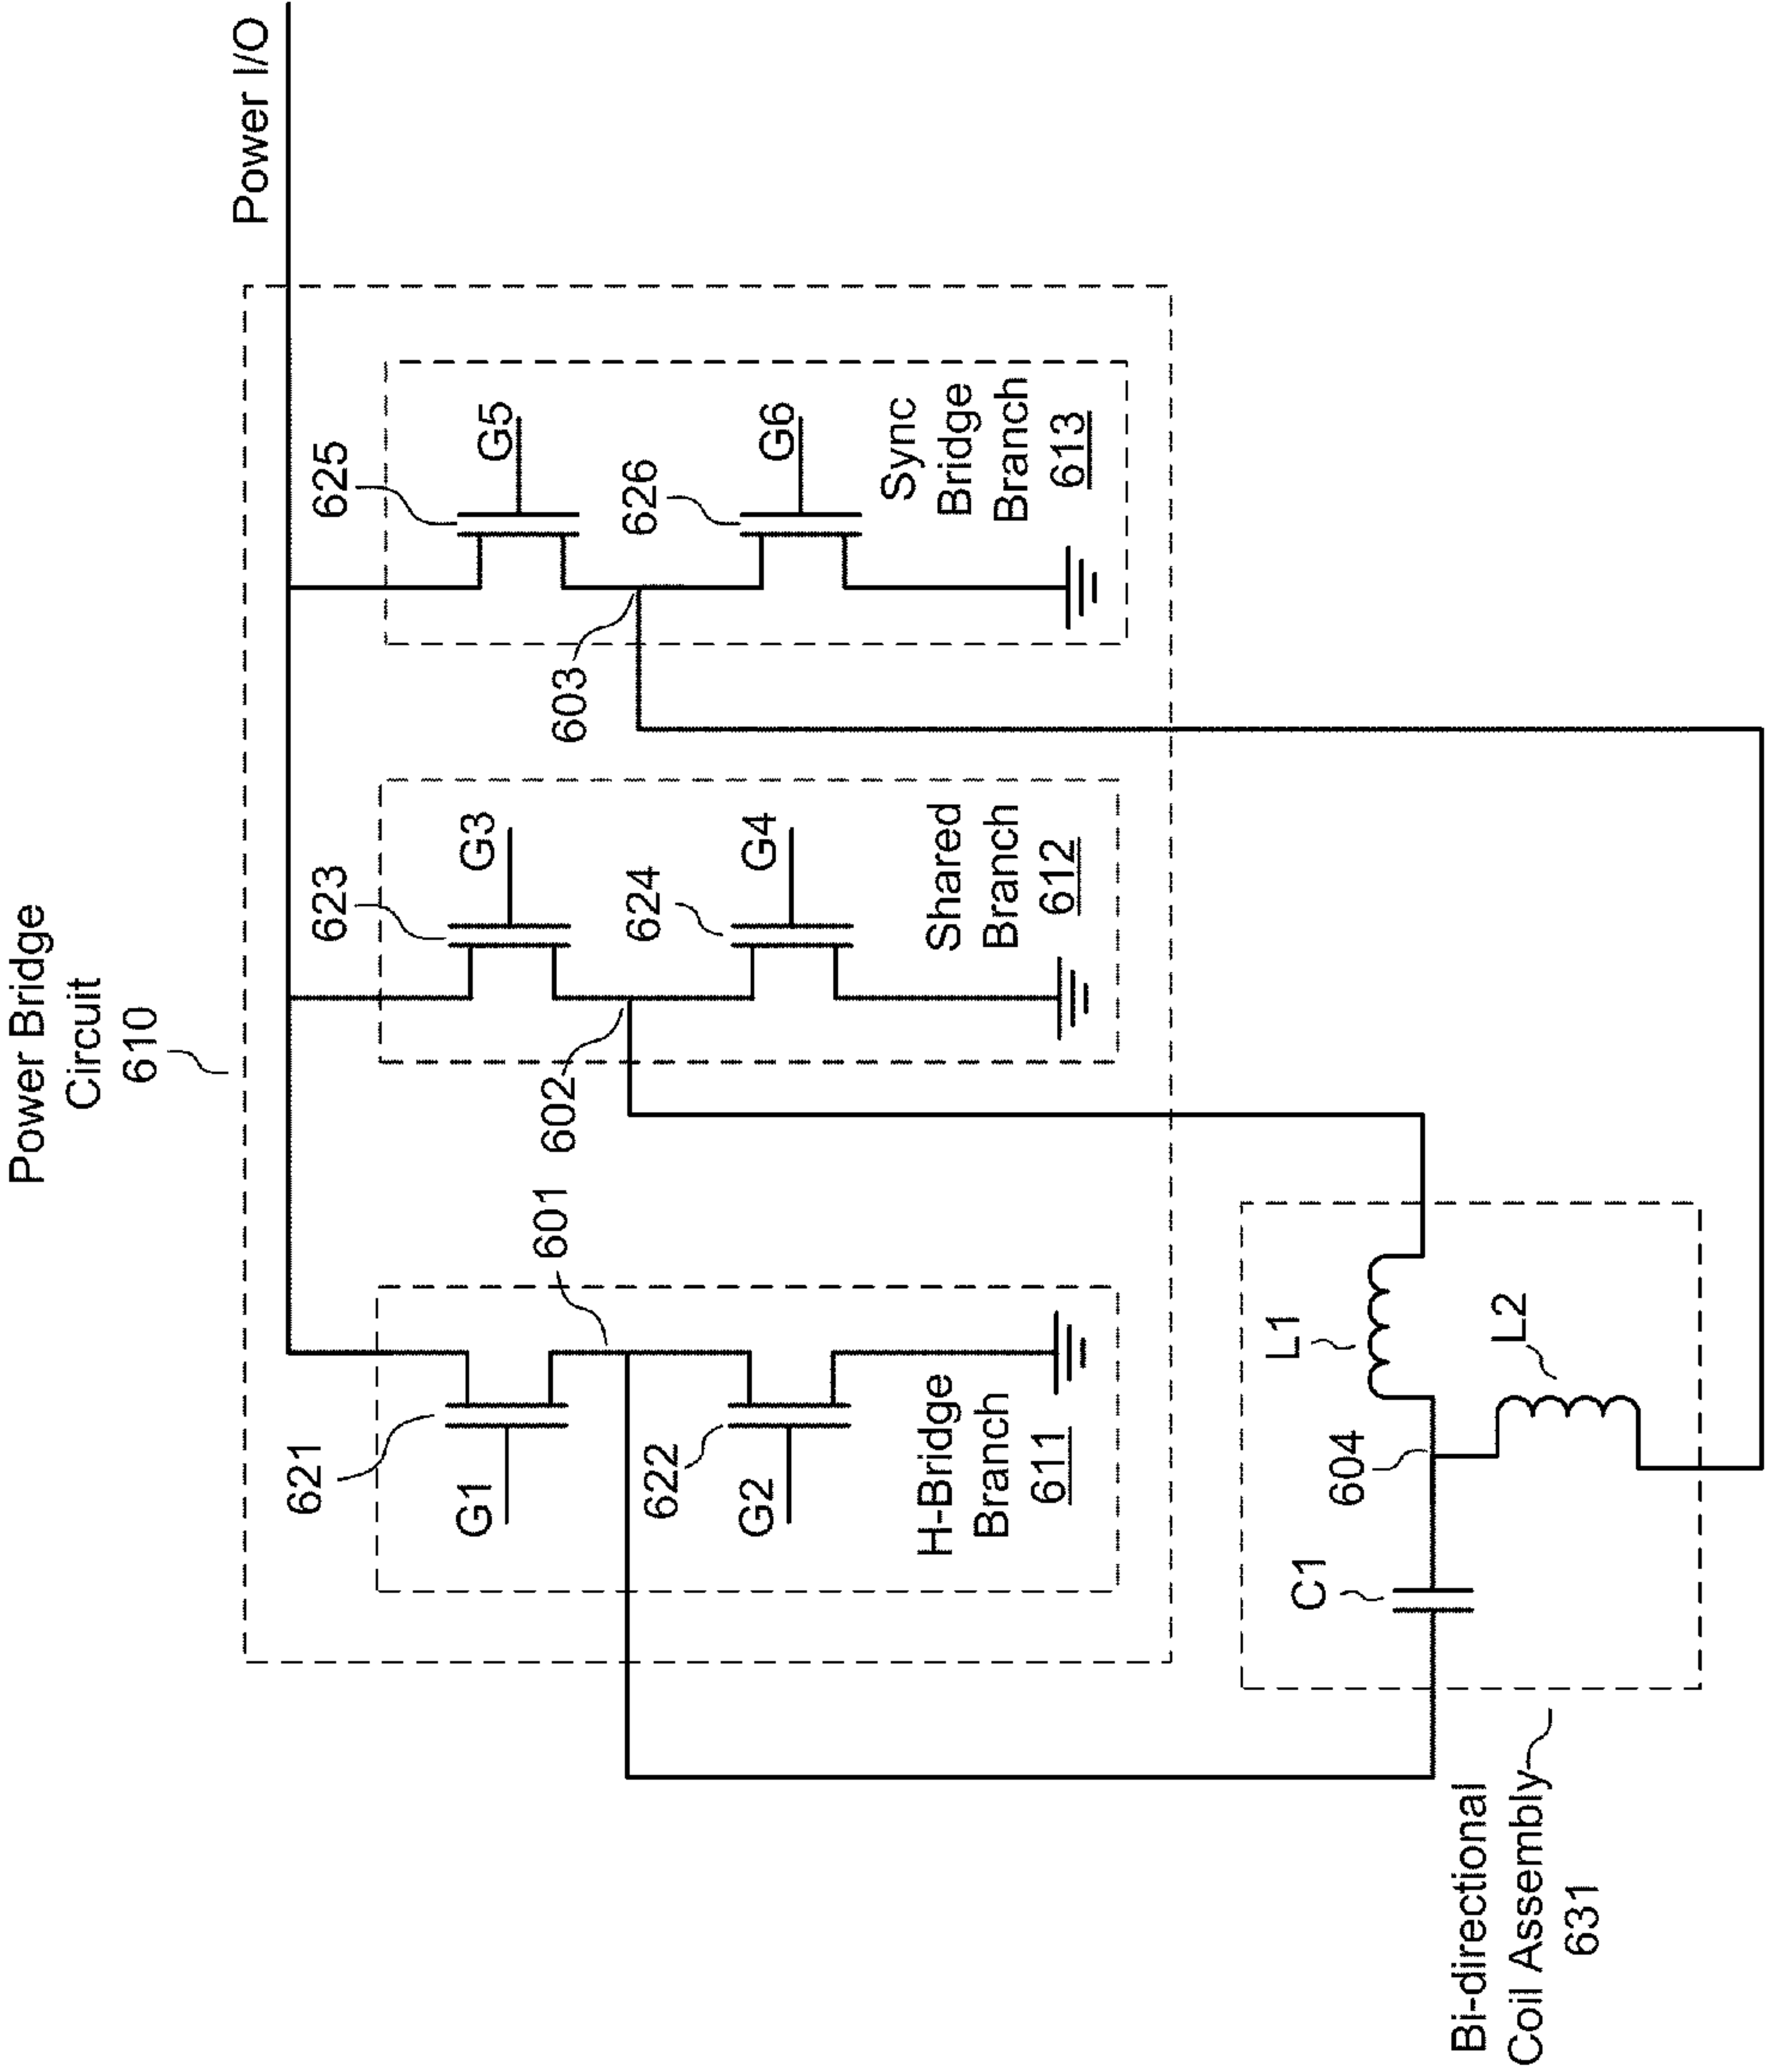 Power Bridge
Circuit
610
Power I/O
621
623
625
G1
G3
G5
601
602
603
622
624
626
G2
G4
G6
H-Bridge
Branch
611
Shared
Branch
612
Sync
Bridge
Branch
613
C1
L1
604
L2
Bi-directional
Coil Assembly
631